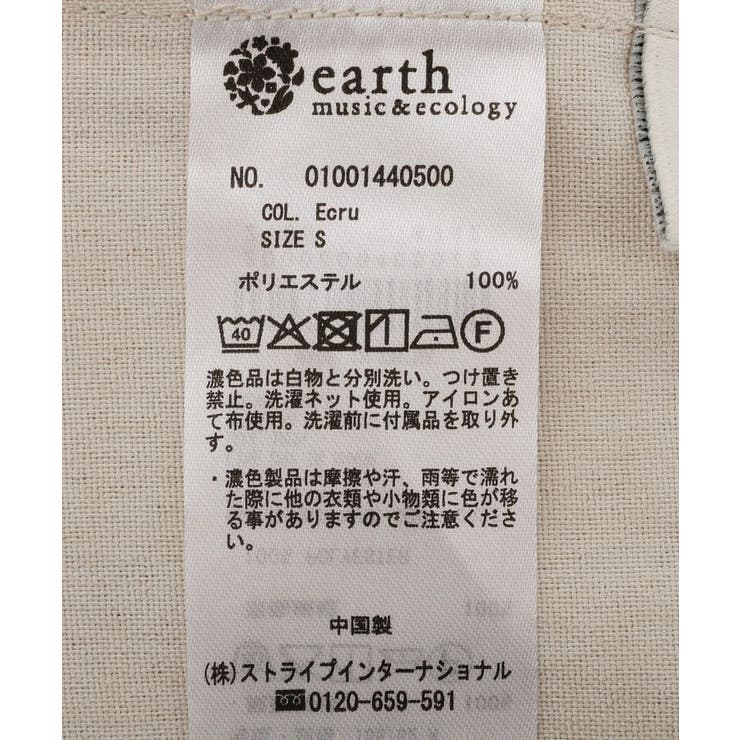 earth
music&ecology
NO. 01001440500
COL. Ecru
SIZE S
ポリエステル 100%
40 F
濃色品は白物と分別洗い。つけ置き
禁止。洗濯ネット使用。アイロンあ
て布使用。洗濯前に付属品を取り外
す。
・濃色製品は摩擦や汗、雨等で濡れ
た際に他の衣類や小物類に色が移
る事がありますのでご注意くださ
い。
中国製
(株)ストライプインターナショナル
0120-659-591